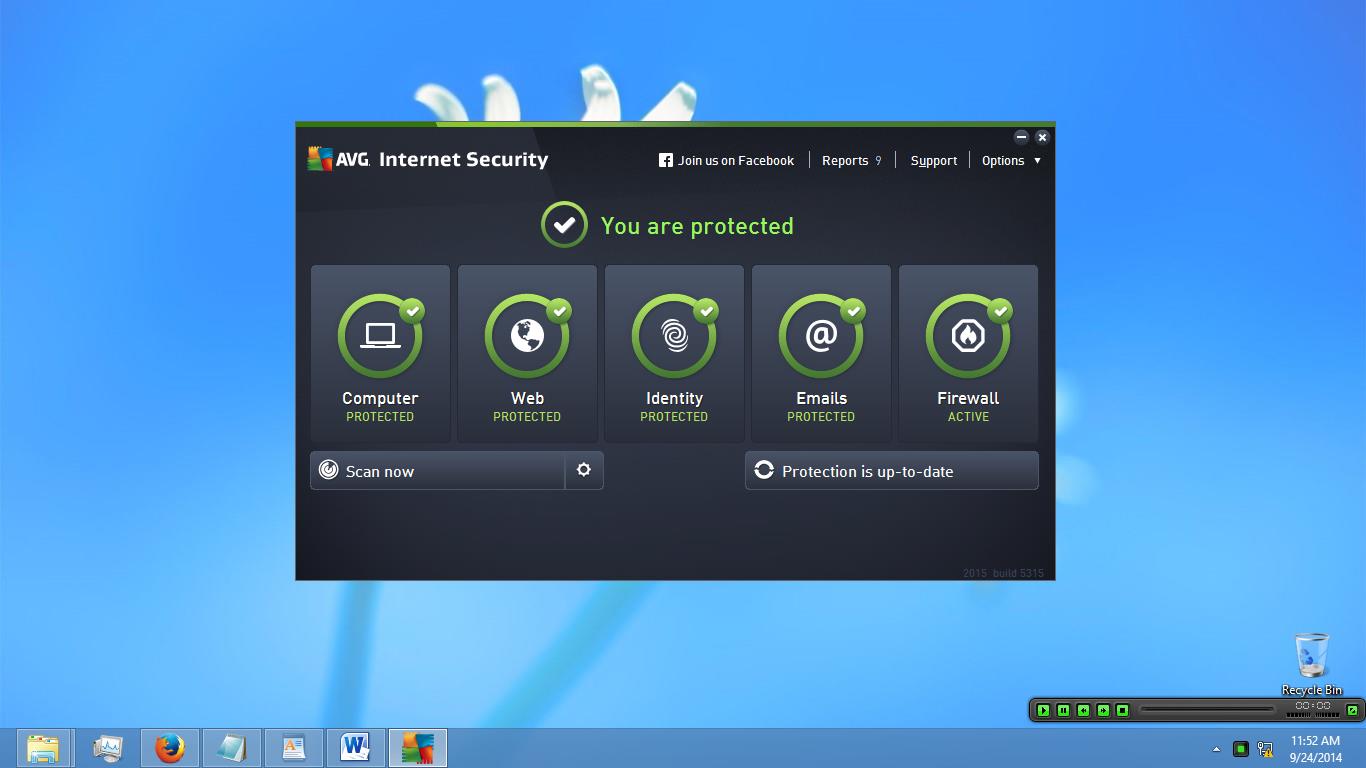 AVG. Internet Security
Join us on Facebook
Reports 9
Support
Options
You are protected
Computer
PROTECTED
Web
PROTECTED
Identity
PROTECTED
@
Emails
PROTECTED
Firewall
ACTIVE
Scan now
Protection is up-to-date
2015 build 5315
Recycle Bin
00:00
W
11:52 AM
9/24/2014